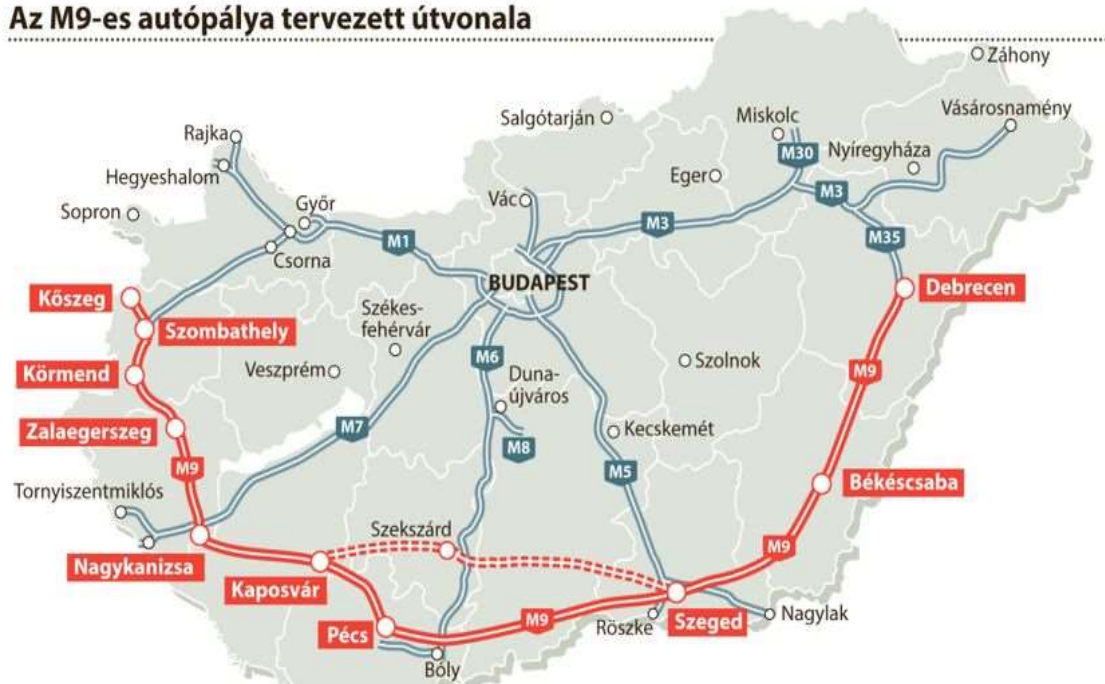 Az M9-es autópálya tervezett útvonala
Záhony
Vásárosnamény
Miskolc
Salgótarján
Rajka
M30
Nyíregyháza
Hegyeshalom
Eger
M3
Vác
Sopron
Győr
M3
M35
M1
Csorna
BUDAPEST
Debrecen
Kőszeg
Székes-
fehérvár
Szombathely
M6
Szolnok
Veszprém
Körmend
M9
Duna-
újváros
Zalaegerszeg
M7
Kecskemét
M8
M9
M5
Békéscsaba
Tornyiszentmiklós
Szekszárd
M9
Nagykanizsa
Kaposvár
M9
Szeged
Nagylak
Röszke
Pécs
Bóly